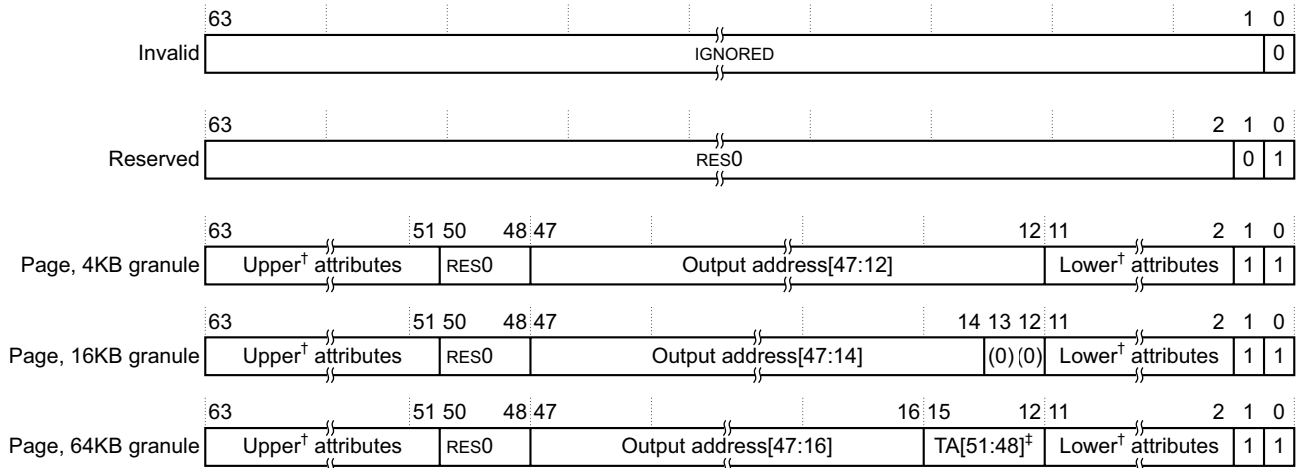 63 1 0
Invalid IGNORED 0
63 2 1 0
Reserved RES0 0 1
63 51 50 48 47 12 11 2 1 0
Page, 4KB granule Upper† attributes RES0 Output address[47:12] Lower† attributes 1 1
63 51 50 48 47 14 13 12 11 2 1 0
Page, 16KB granule Upper† attributes RES0 Output address[47:14] (0) (0) Lower† attributes 1 1
63 51 50 48 47 16 15 12 11 2 1 0
Page, 64KB granule Upper† attributes RES0 Output address[47:16] TA[51:48]‡ Lower† attributes 1 1